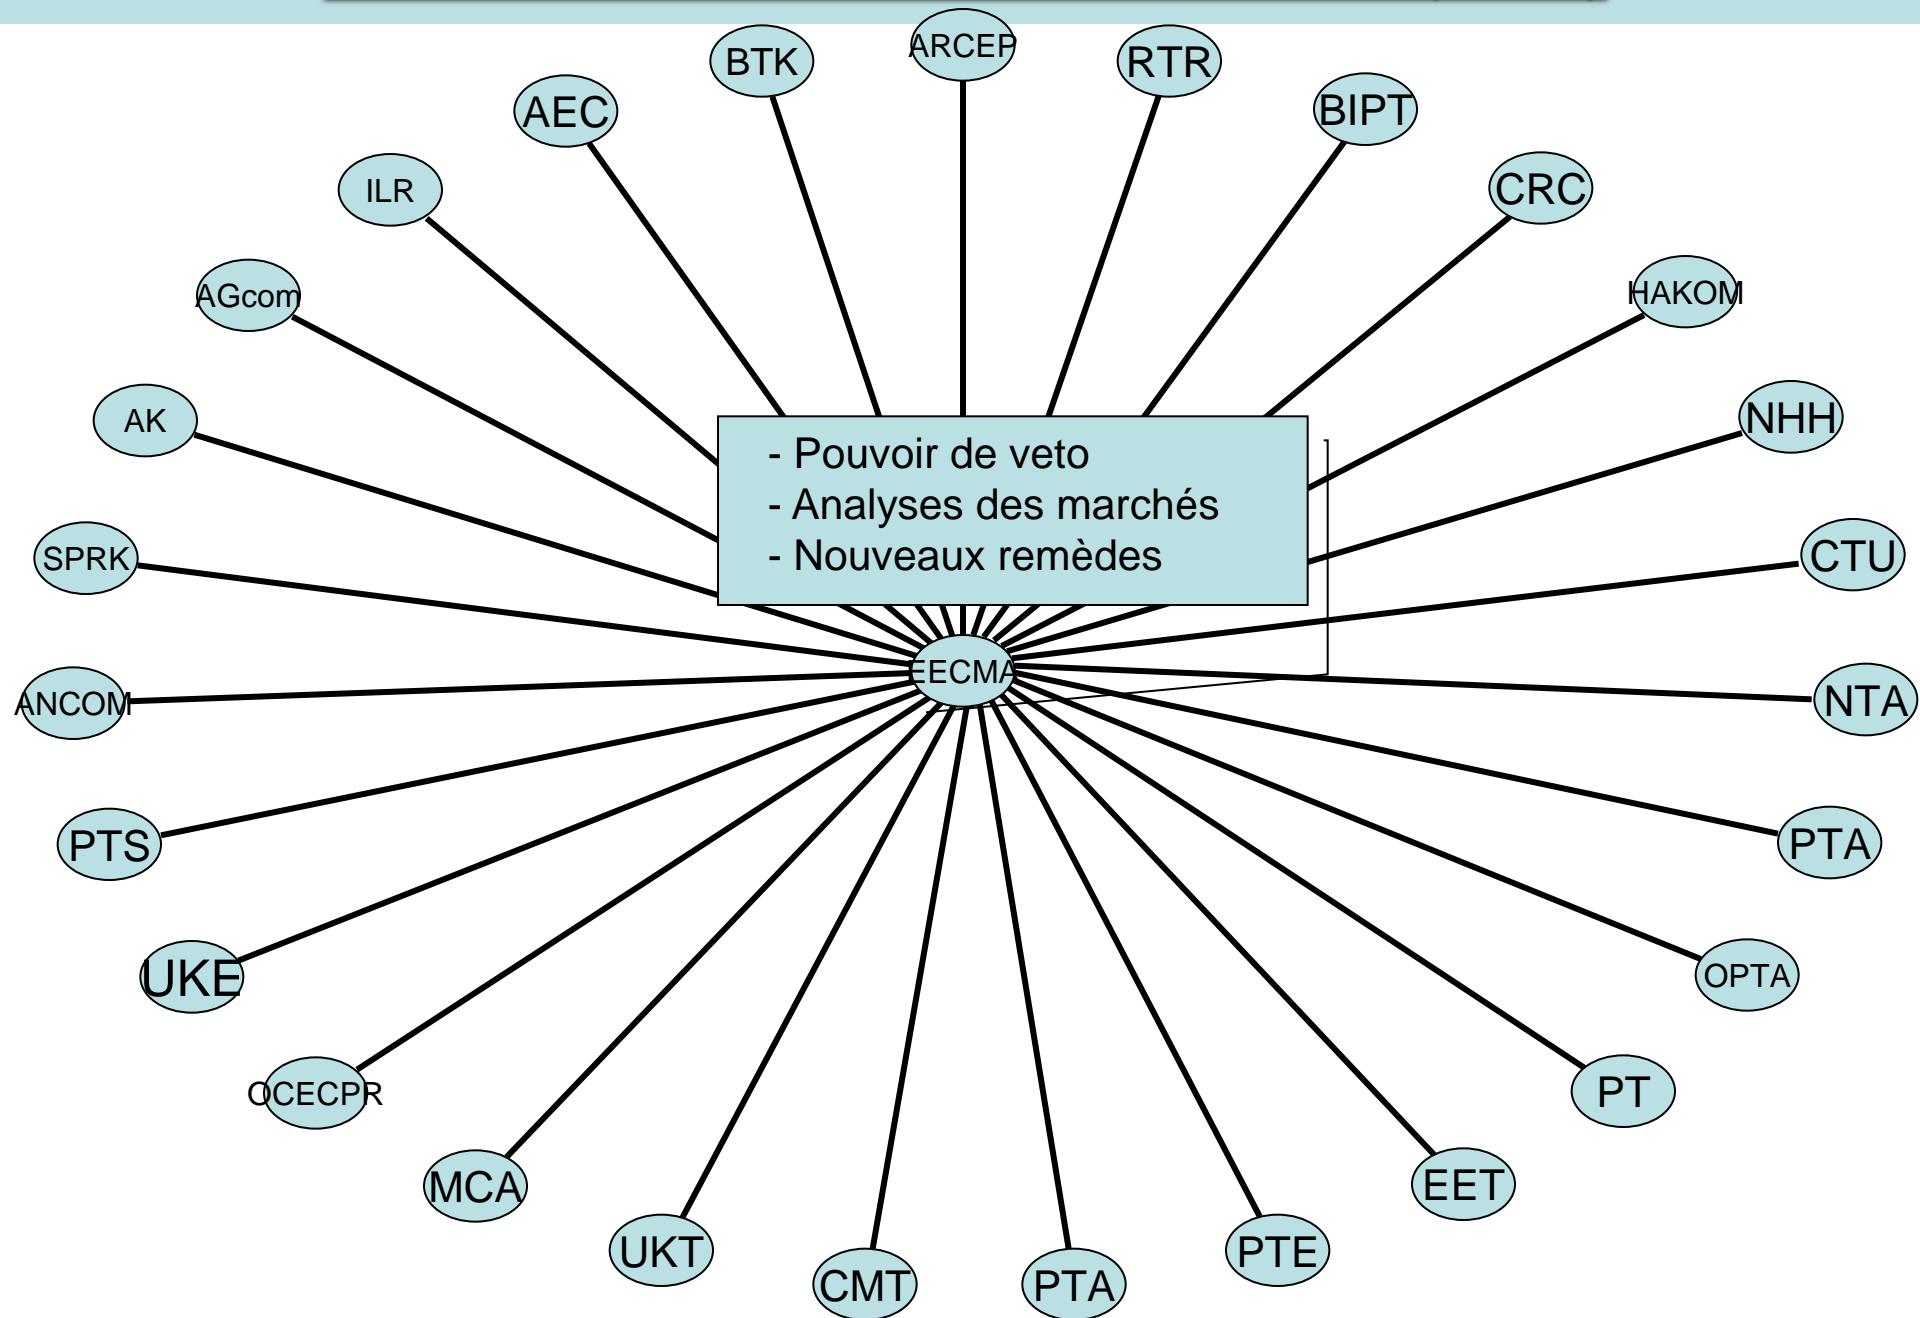 ARCEP
BTK
RTR
AEC
BIPT
ILR
CRC
AGcom
HAKOM
AK
NHH
- Pouvoir de veto
- Analyses des marchés
- Nouveaux remèdes
SPRK
CTU
EECMA
ANCOM
NTA
PTS
PTA
UKE
OPTA
OCECPR
PT
MCA
EET
UKT
PTE
CMT
PTA